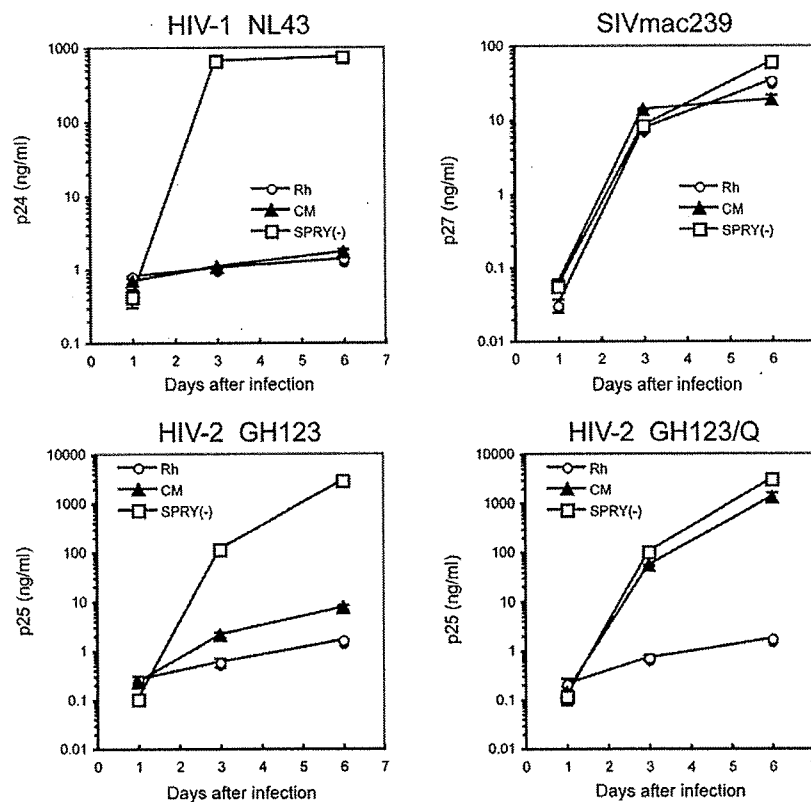 HIV-1 NL43
1000
100
10
1
0.1
p24 (ng/ml)
Rh
CM
SPRY(-)
0 1 2 3 4 5 6 7
Days after infection
SIVmac239
100
10
1
0.1
0.01
p27 (ng/ml)
Rh
CM
SPRY(-)
0 1 2 3 4 5 6
Days after infection
HIV-2 GH123
10000
1000
100
10
1
0.1
0.01
p25 (ng/ml)
Rh
CM
SPRY(-)
0 1 2 3 4 5 6 7
Days after infection
HIV-2 GH123/Q
10000
1000
100
10
1
0.1
0.01
p25 (ng/ml)
Rh
CM
SPRY(-)
0 1 2 3 4 5 6
Days after infection